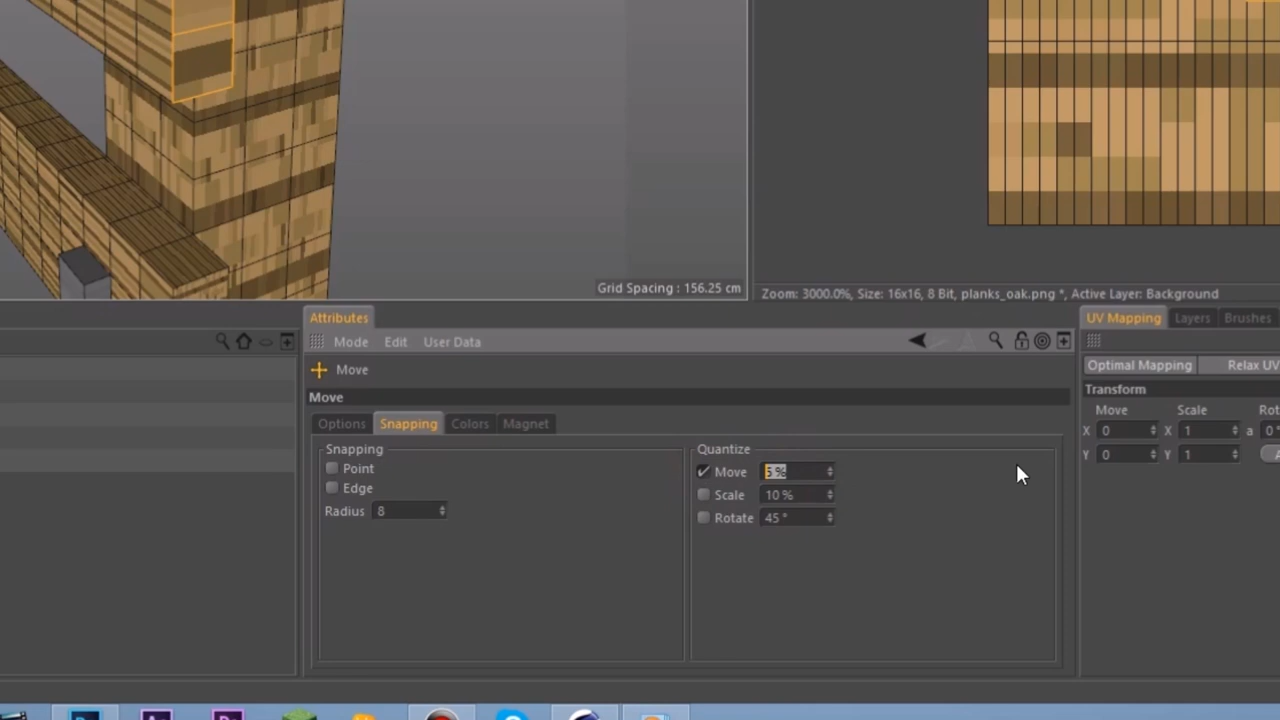 Grid Spacing : 156.25 cm
Zoom: 3000.0%, Size: 16x16, 8 Bit, planks_oak.png *, Active Layer: Background
Attributes
UV Mapping Layers Brushes
Mode Edit User Data
Move
Optimal Mapping Relax UV
Move
Transform
Move Scale Rot
Options Snapping Colors Magnet
X 0 X 1 a 0 °
Snapping Quantize
Y 0 Y 1 A
Point
Move 5 %
Edge
Scale 10 %
Radius 8
Rotate 45 °